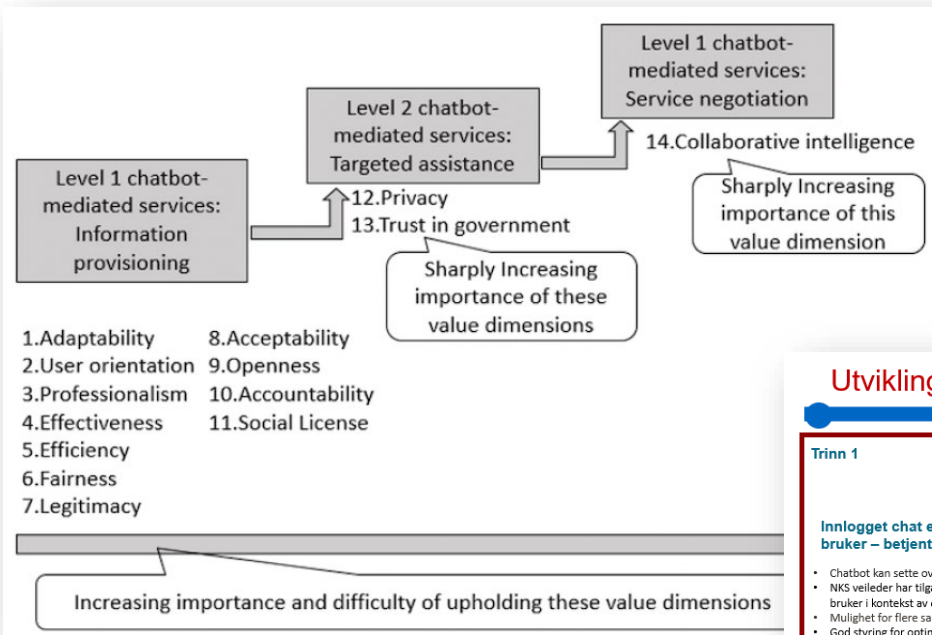 Level 1 chatbot-
mediated services:
Information
provisioning
Level 2 chatbot-
mediated services:
Targeted assistance
Level 1 chatbot-
mediated services:
Service negotiation
12.Privacy
13.Trust in government
Sharply Increasing
importance of these
value dimensions
14.Collaborative intelligence
Sharply Increasing
importance of this
value dimension
1.Adaptability
2.User orientation
3.Professionalism
4.Effectiveness
5.Efficiency
6.Fairness
7.Legitimacy
8.Acceptability
9.Openness
10.Accountability
11.Social License
Increasing importance and difficulty of upholding these value dimensions
Utvikling
Trinn 1
Innlogget chat
bruker – betjent
• Chatbot kan sette
• NKS veileder har
bruker i kontekst av
• Mulighet for flere
• God styring for